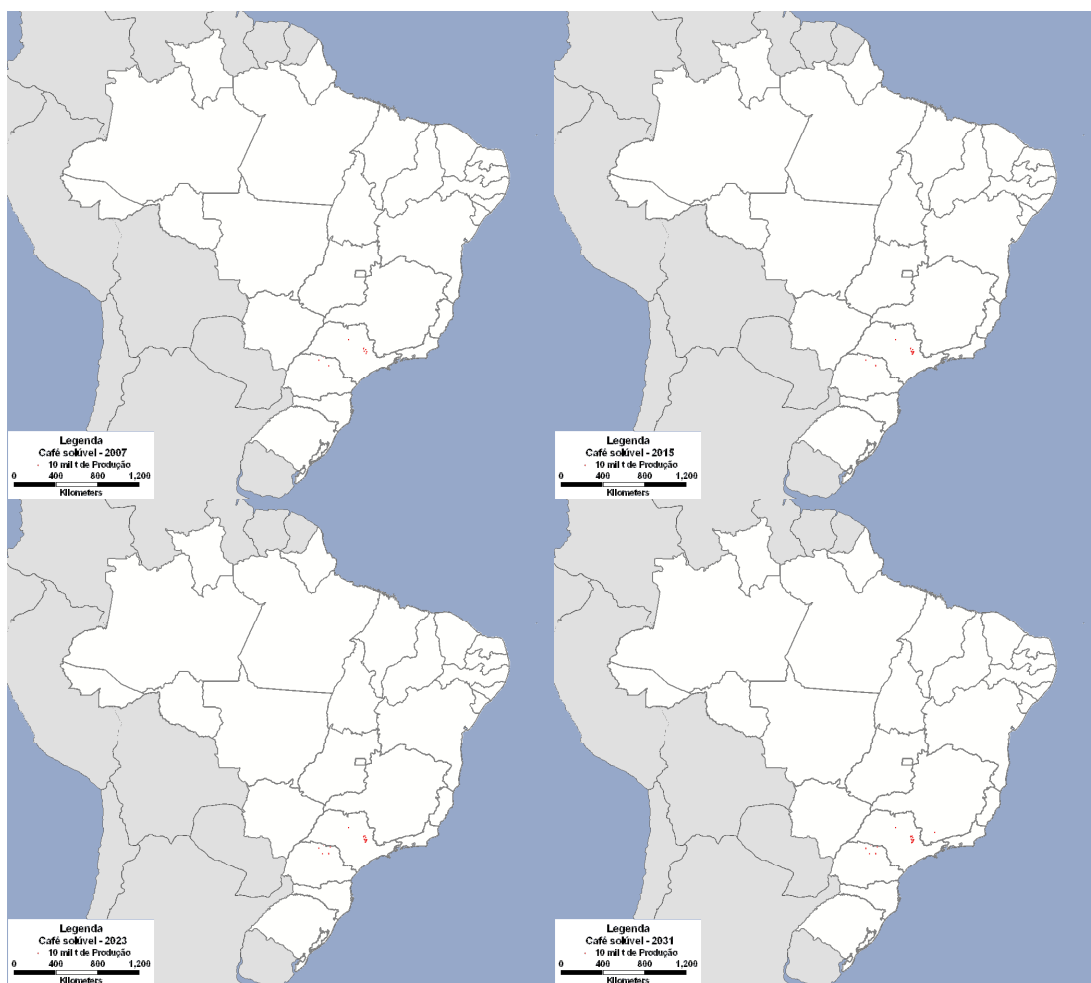 Legenda
Café solúvel - 2007
10 mil t de Produção
0 400 800 1,200
Kilometers
Legenda
Café solúvel - 2015
10 mil t de Produção
0 400 800 1,200
Kilometers
Legenda
Café solúvel - 2023
10 mil t de Produção
0 400 800 1,200
Kilometers
Legenda
Café solúvel - 2031
10 mil t de Produção
0 400 800 1,200
Kilometers